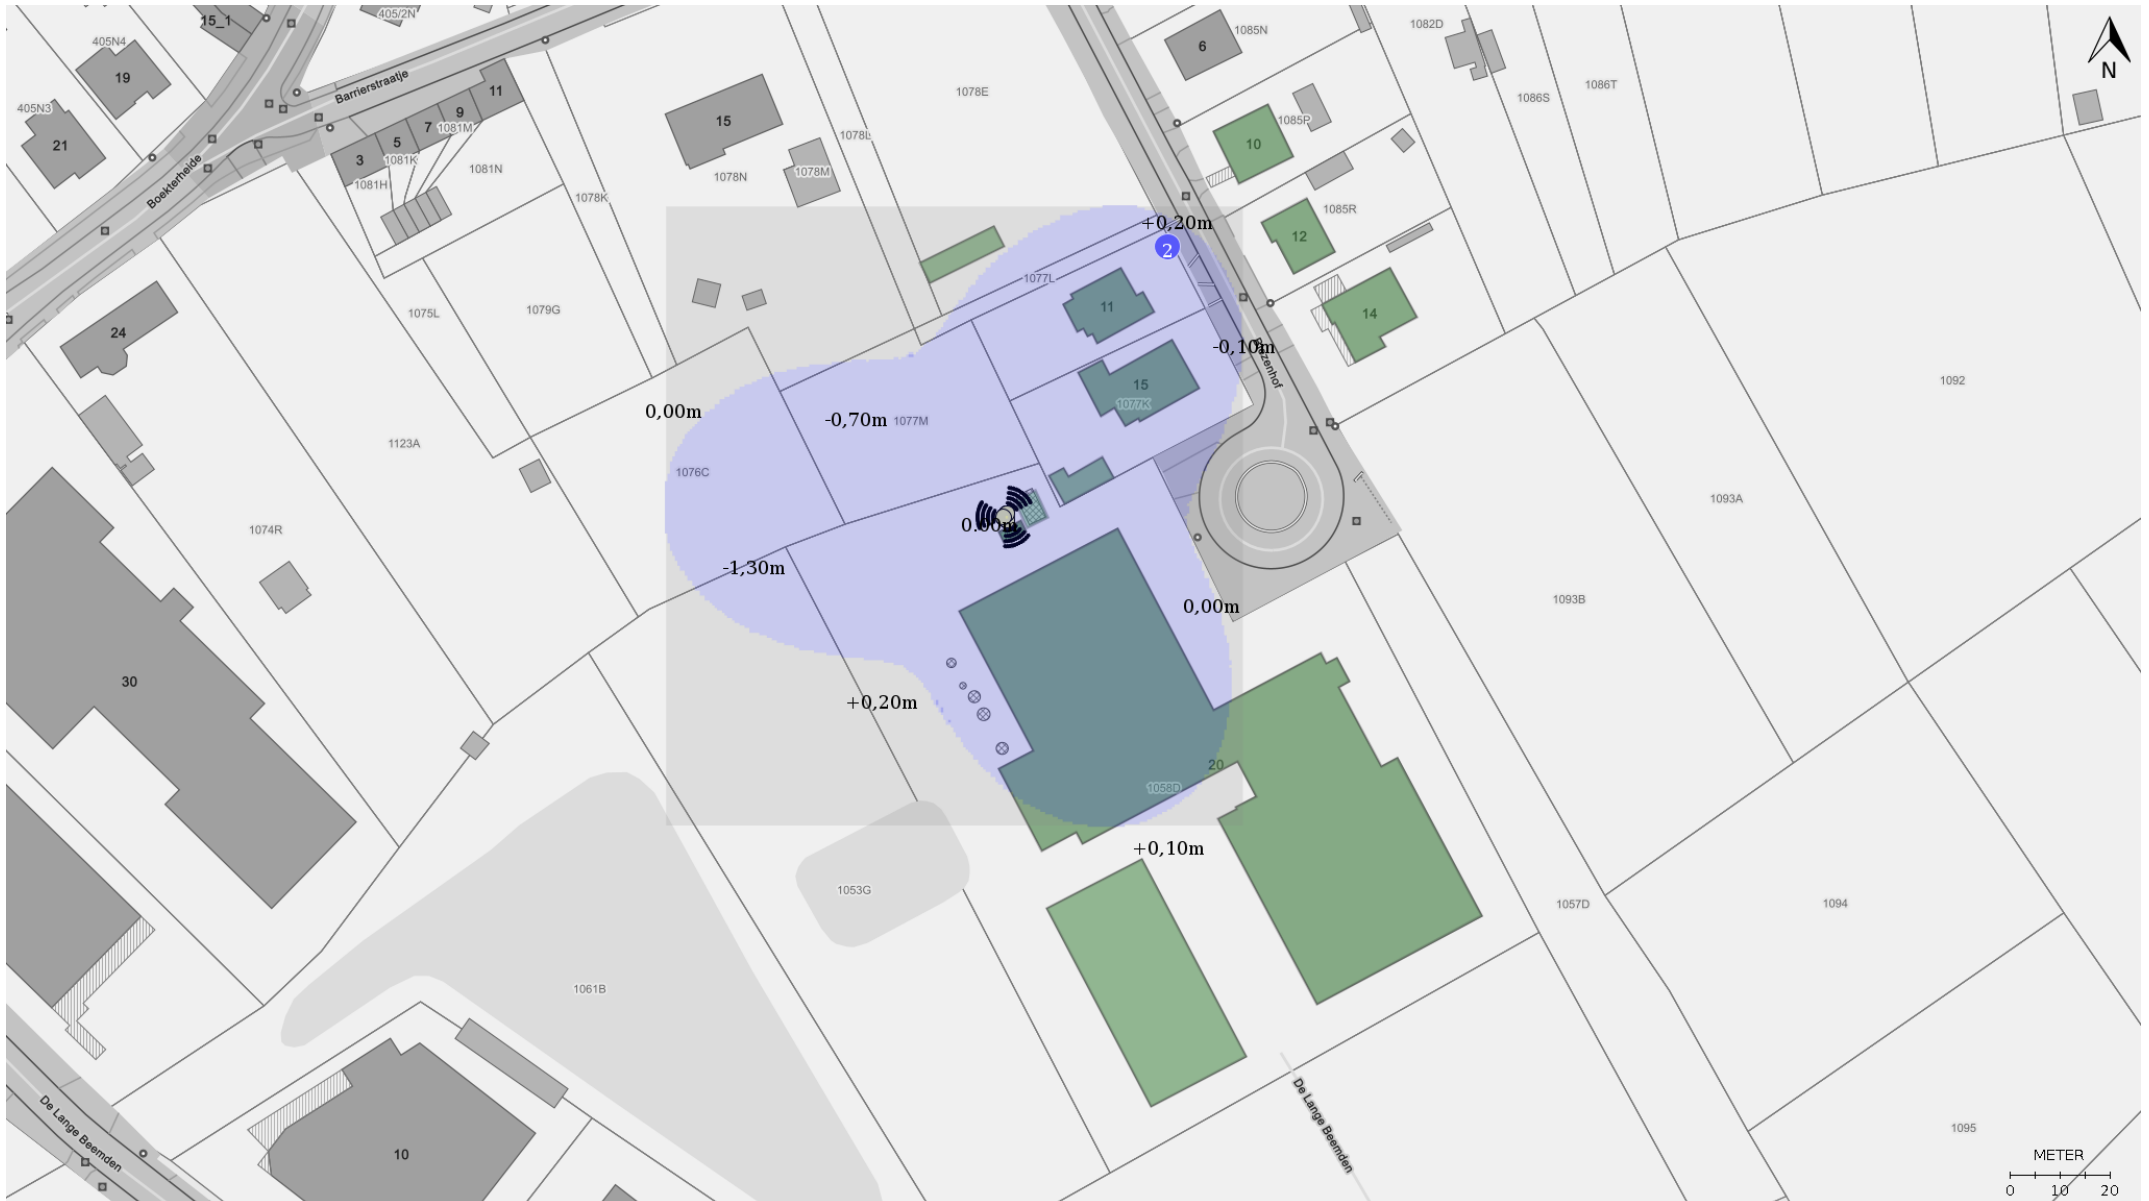 15_1
405/2N
405N4
19
405N3
21
Barrierstraatje
Boekterheide
3
5
7
9
11
1081H
1081K
1081M
1081N
15
1078N
1078M
1078L
1078K
1078E
6
1085N
1082D
1086S
1086T
N
10
1085P
12
1085R
14
+0,20m
2
1077L
11
-0,10m
15
1077K
24
1075L
1079G
0,00m
-0,70m
1077M
1123A
1076C
1074R
0.00m
-1,30m
0,00m
1092
1093A
1093B
30
+0,20m
20
1058D
+0,10m
1053G
1061B
1057D
1094
1095
De Lange Beemden
De Lange Beemden
10
METER
0 10 20